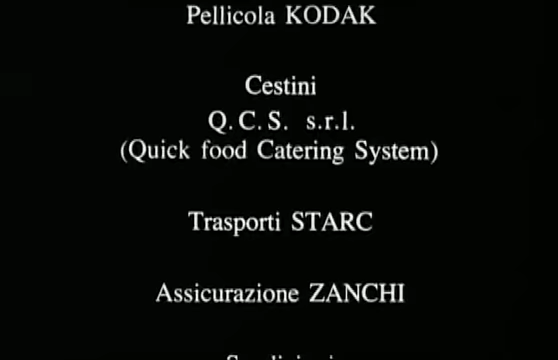 Pellicola KODAK
Cestini
Q. C. S. s.r.l.
(Quick food Catering System)
Trasporti STARC
Assicurazione ZANCHI